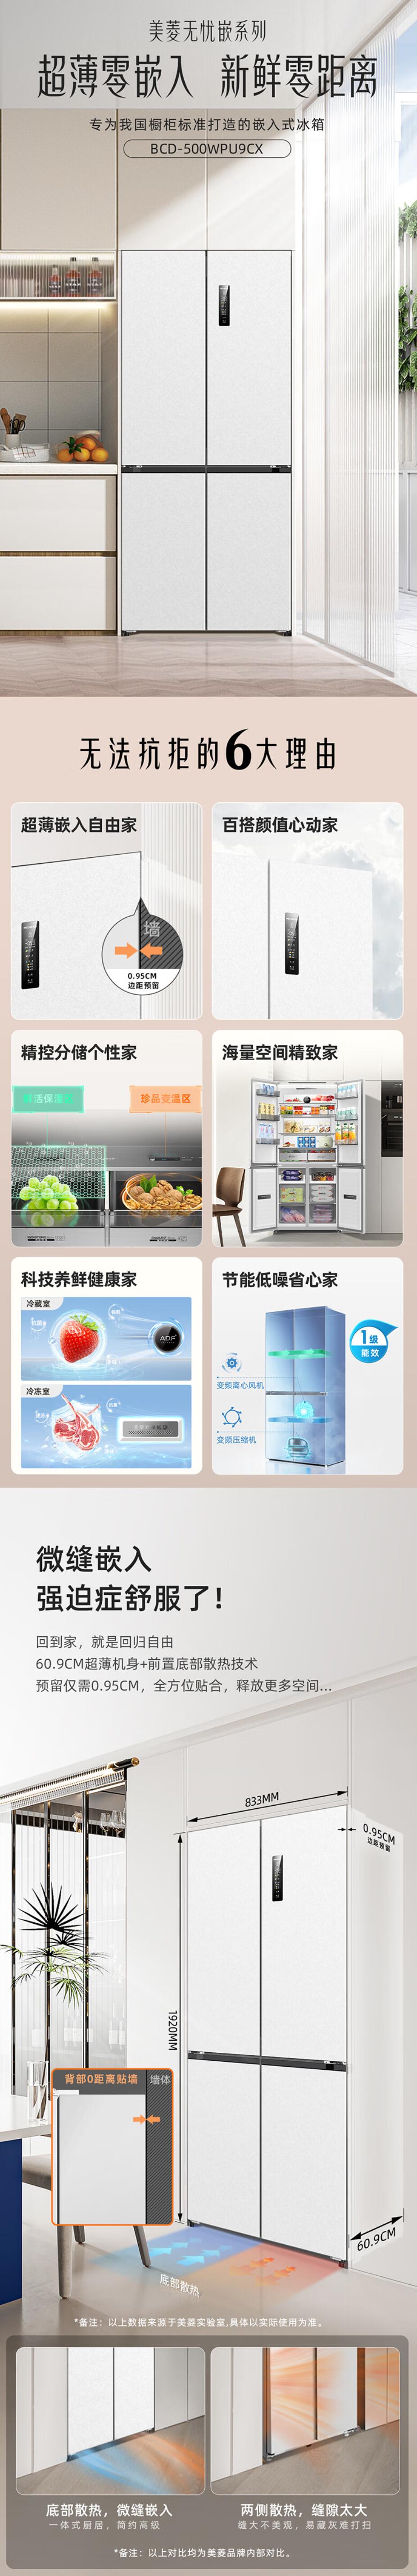 美菱无忧嵌系列
超薄零嵌入 新鲜零距离
专为我国橱柜标准打造的嵌入式冰箱
BCD-500WPU9CX
无法抗拒的6大理由
超薄嵌入自由家
墙
0.95CM
边距预留
百搭颜值心动家
精控分储个性家
珍品变温区
海量空间精致家
科技养鲜健康家
冷藏室
ADF
冷冻室
节能低噪省心家
1级
能效
变频离心风机
变频压缩机
微缝嵌入
强迫症舒服了!
回到家，就是回归自由
60.9CM超薄机身+前置底部散热技术
预留仅需0.95CM，全方位贴合，释放更多空间...
833MM
0.95CM
边距预留
1920MM
背部0距离贴墙
墙体
60.9CM
底部散热
*备注：以上数据来源于美菱实验室,具体以实际使用为准。
底部散热，微缝嵌入
一体式厨居，简约高级
两侧散热，缝隙太大
缝大不美观，易藏灰难打扫
*备注：以上对比均为美菱品牌内部对比。